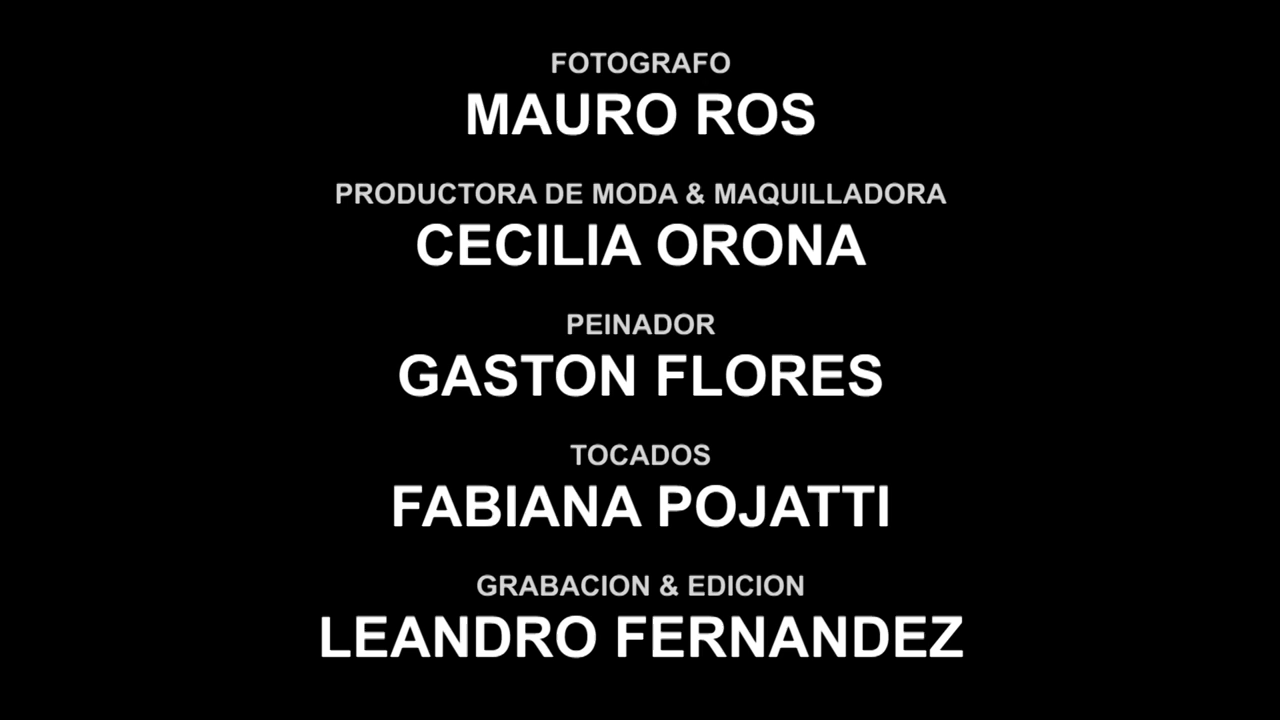 FOTOGRAFO
MAURO ROS
PRODUCTORA DE MODA & MAQUILLADORA
CECILIA ORONA
PEINADOR
GASTON FLORES
TOCADOS
FABIANA POJATTI
GRABACION & EDICION
LEANDRO FERNANDEZ